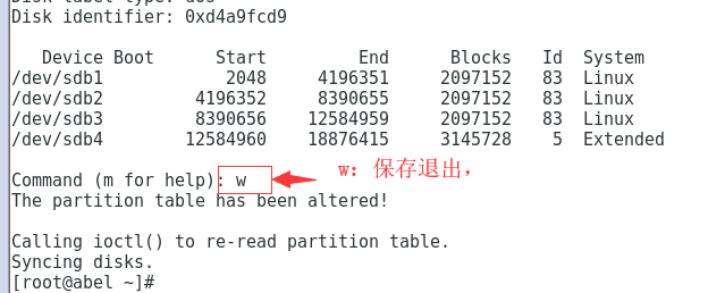 Disk label type: dos
Disk identifier: 0xd4a9fcd9
Device Boot Start End Blocks Id System
/dev/sdb1 2048 4196351 2097152 83 Linux
/dev/sdb2 4196352 8390655 2097152 83 Linux
/dev/sdb3 8390656 12584959 2097152 83 Linux
/dev/sdb4 12584960 18876415 3145728 5 Extended
Command (m for help): w
w: 保存退出，
The partition table has been altered!
Calling ioctl() to re-read partition table.
Syncing disks.
[root@abel ~]#